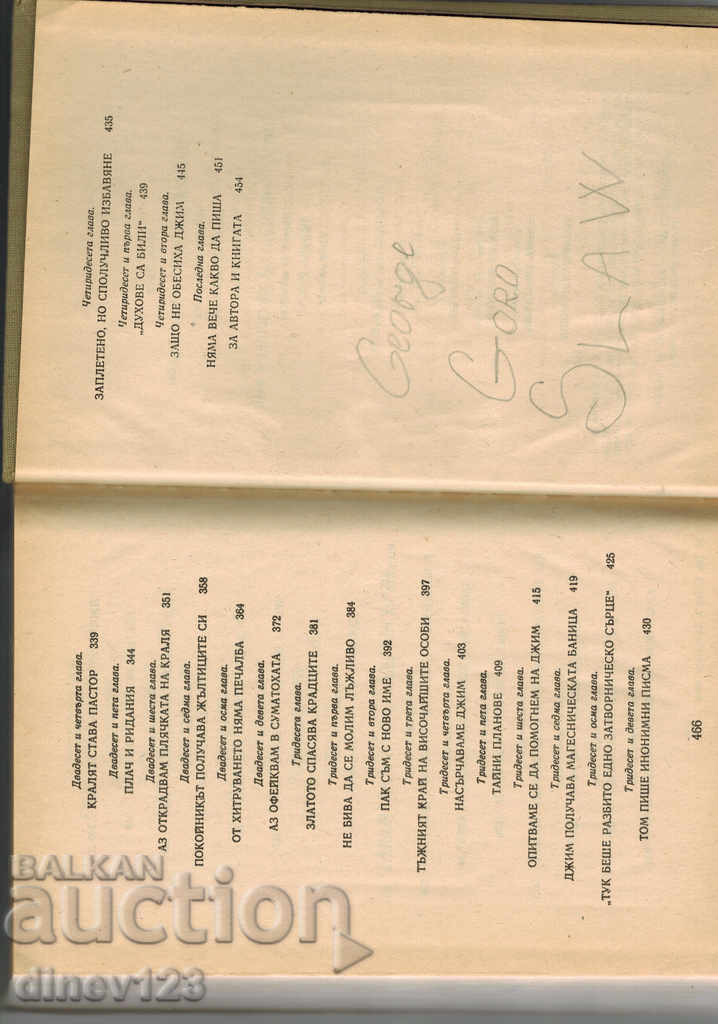 Двадесет и четвърта глава.
КРАЛЯТ СТАВА ПАСТОР 339
Двадесет и пета глава.
ПЛАЧ И РИДАНИЯ 344
Двадесет и шеста глава.
АЗ ОТКРАДВАМ ПЛЯЧКАТА НА КРАЛЯ 351
Двадесет и седма глава.
ПОКОЙНИКЪТ ПОЛУЧАВА ЖЪЛТИЦИТЕ СИ 358
Двадесет и осма глава.
ОТ ХИТРУВАНЕТО НЯМА ПЕЧАЛБА 364
Двадесет и девета глава.
АЗ ОФЕЙКВАМ В СУМАТОХАТА 372
Тридесета глава.
ЗЛАТОТО СПАСЯВА КРАДЦИТЕ 381
Тридесет и първа глава.
НЕ БИВА ДА СЕ МОЛИМ ЛЪЖЛИВО 384
Тридесет и втора глава.
ПАК СЪМ С НОВО ИМЕ 392
Тридесет и трета глава.
ТЪЖНИЯТ КРАЙ НА ВИСОЧАЙШИТЕ ОСОБИ 397
Тридесет и четвърта глава.
НАСЪРЧАВАМЕ ДЖИМ 403
Тридесет и пета глава.
ТАЙНИ ПЛАНОВЕ 409
Тридесет и шеста глава.
ОПИТВАМЕ СЕ ДА ПОМОГНЕМ НА ДЖИМ 415
Тридесет и седма глава.
ДЖИМ ПОЛУЧАВА МАГЕСНИЧЕСКАТА БАНИЦА 419
Тридесет и осма глава.
„ТУК БЕШЕ РАЗБИТО ЕДНО ЗАТВОРНИЧЕСКО СЪРЦЕ“ 425
Тридесет и девета глава.
ТОМ ПИШЕ ИНОНИМНИ ПИСМА 430
466
Четиридесета глава.
ЗАПЛЕТЕНО, НО СПОЛУЧЛИВО ИЗБАВЯНЕ 435
Четиридесет и първа глава.
„ДУХОВЕ СА БИЛИ“ 439
Четиридесет и втора глава.
ЗАЩО НЕ ОБЕСИХА ДЖИМ 445
Последна глава.
НЯМА ВЕЧЕ КАКВО ДА ПИША 451
ЗА АВТОРА И КНИГАТА 454
George
GORO
SLAW
BALKAN
auction
dinev123